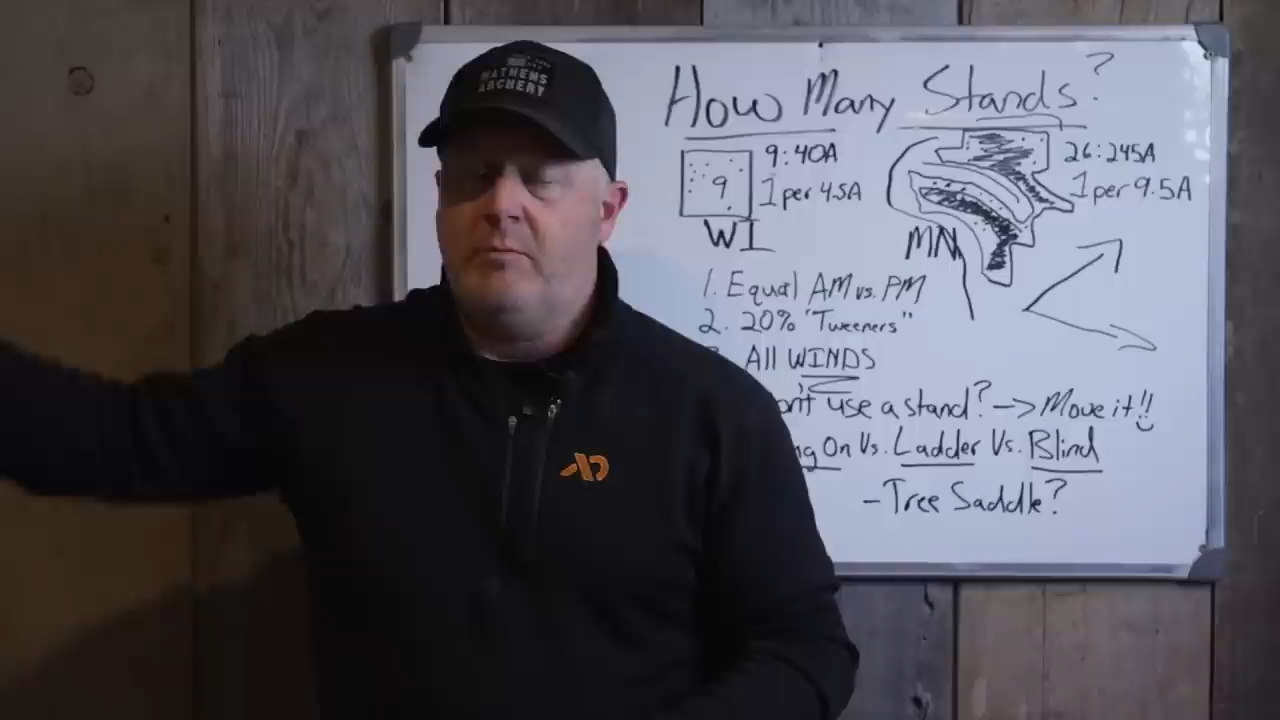 MATHEWS
ARCHERY
How Many Stands?
9:40A
1 per 4.5A
9
WI
26:245A
1 per 9.5A
MN
1. Equal AM vs. PM
2. 20% "Tweeners"
All WINDS
use a stand? -> Move it!!
On Vs. Ladder Vs. Blind
- Tree Saddle?